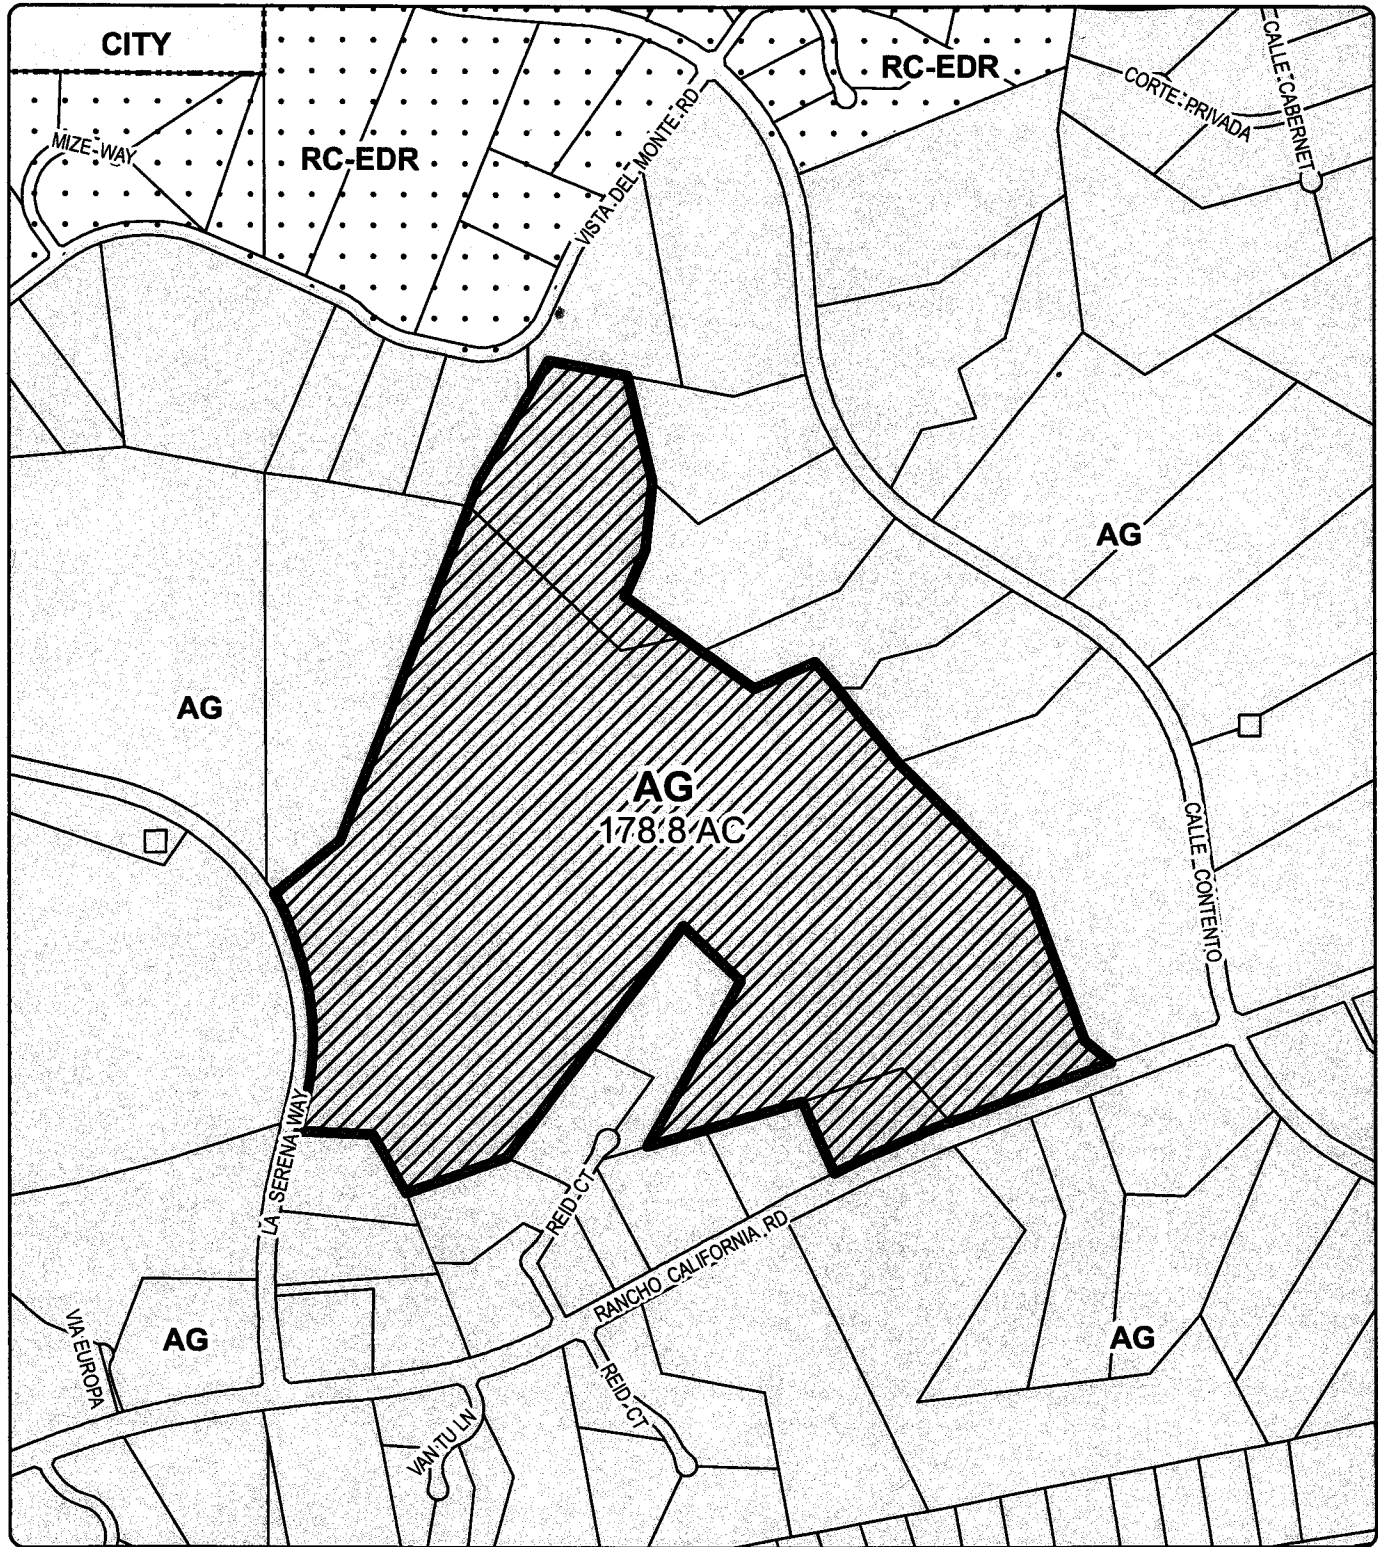 CITY
RC-EDR
CALLE CABERNET
CORTE PRIVADA
MIZE WAY
RC-EDR
VISTA DEL MONTE RD
AG
AG
AG
178.8 AC
CALLE CONTENTO
LA SERENA WAY
REID CT
RANCHO CALIFORNIA RD
VIA EUROPA
AG
AG
REID CT
VAN TU LN